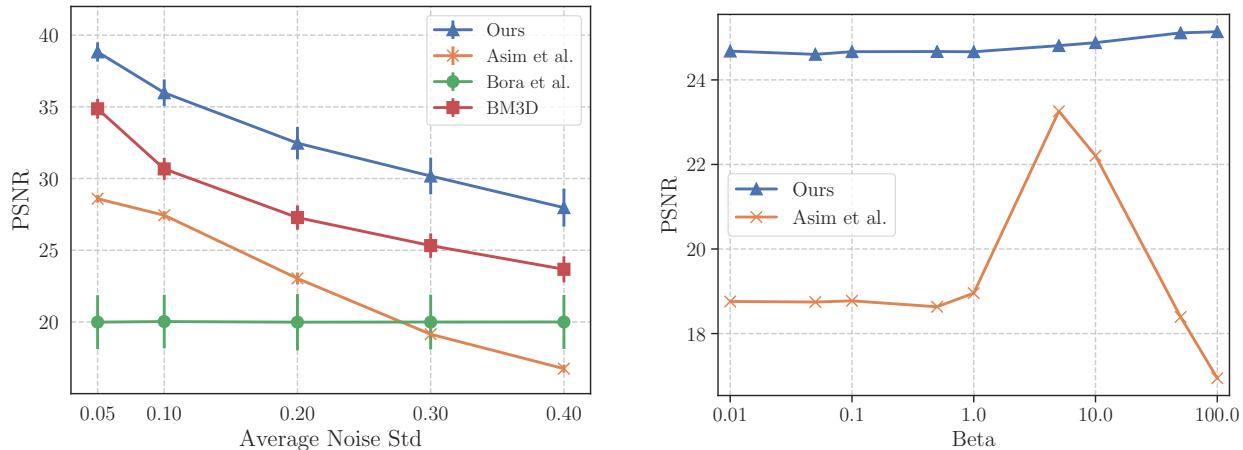 40
35
30
25
20
PSNR
Ours
Asim et al.
Bora et al.
BM3D
0.05
0.10
0.20
0.30
0.40
Average Noise Std
24
22
20
18
PSNR
Ours
Asim et al.
0.01
0.1
1.0
10.0
100.0
Beta